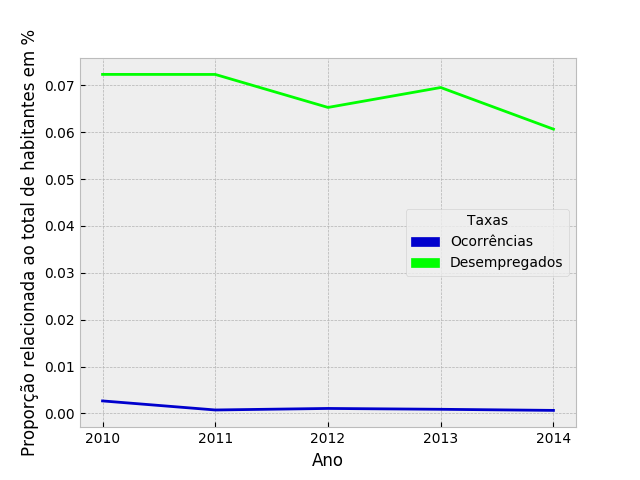 Proporção relacionada ao total de habitantes em %
0.07
0.06
0.05
0.04
0.03
0.02
0.01
0.00
Taxas
Ocorrências
Desempregados
2010 2011 2012 2013 2014
Ano